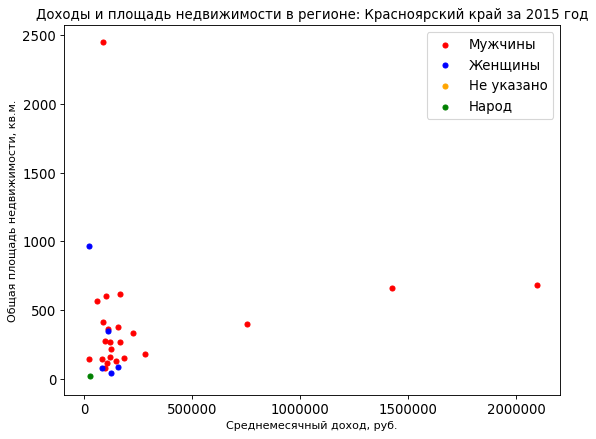 Доходы и площадь недвижимости в регионе: Красноярский край за 2015 год
Мужчины
Женщины
Не указано
Народ
Общая площадь недвижимости, кв.м.
2500
2000
1500
1000
500
0
0 500000 1000000 1500000 2000000
Среднемесячный доход, руб.